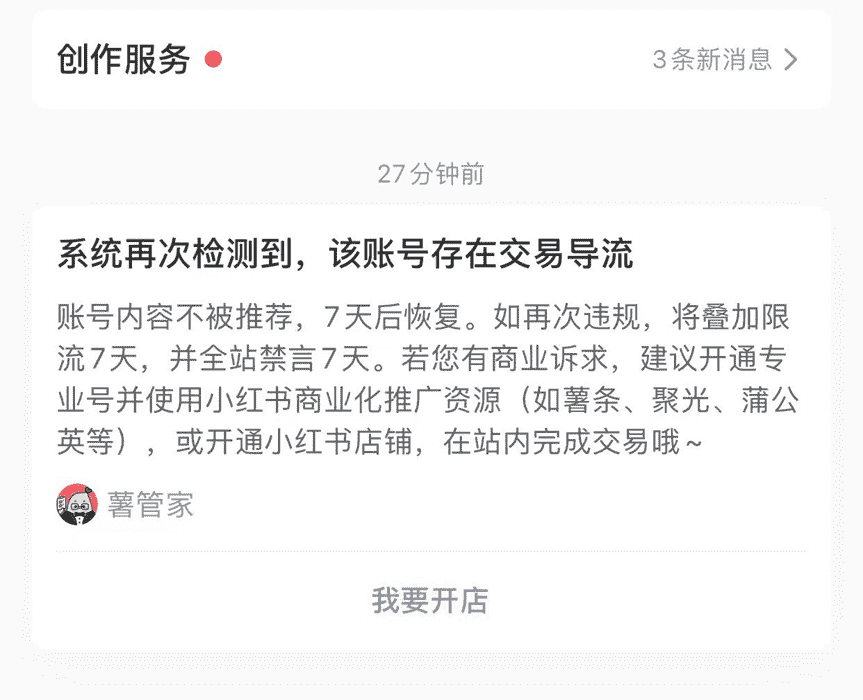 创作服务
3条新消息
27分钟前
系统再次检测到，该账号存在交易导流
账号内容不被推荐，7天后恢复。如再次违规，将叠加限
流7天，并全站禁言7天。若您有商业诉求，建议开通专
业号并使用小红书商业化推广资源（如薯条、聚光、蒲公
英等），或开通小红书店铺，在站内完成交易哦~
薯管家
我要开店